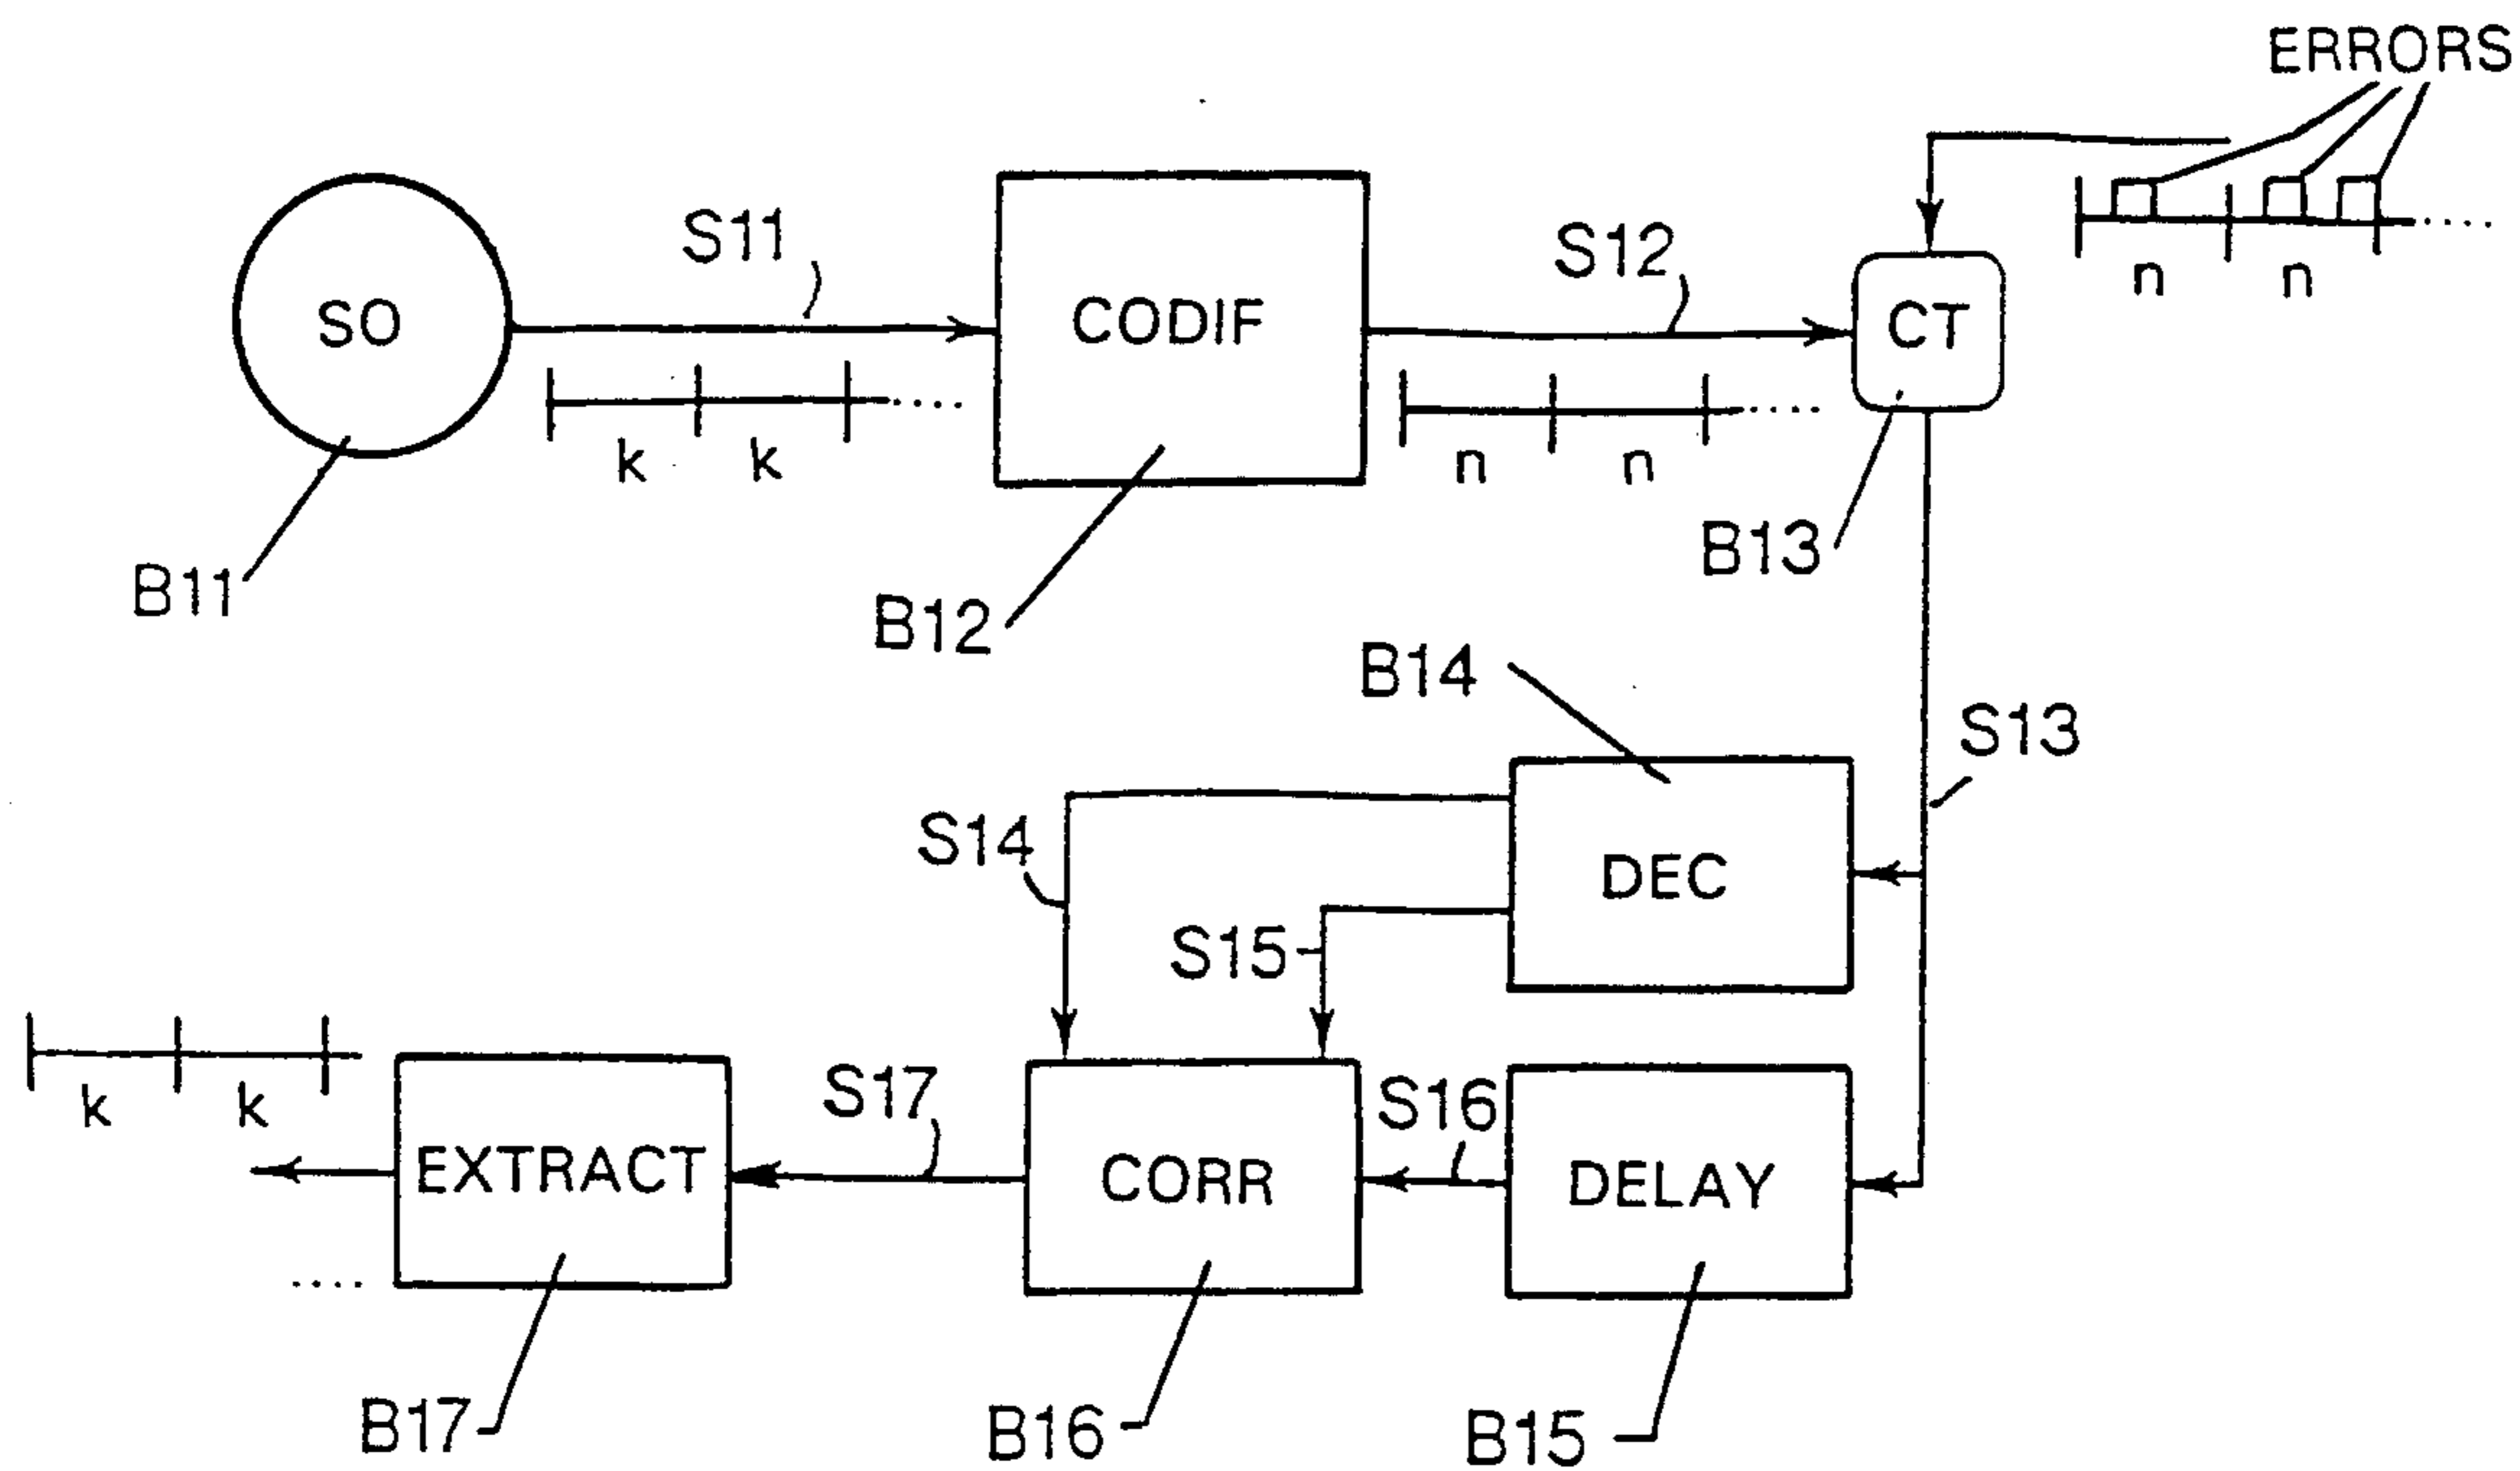 ERRORS
S11
S12
SO
CODIF
CT
n n
k k
n n
B11
B12
B13
B14
S13
S14
DEC
S15
k k
S17
S16
EXTRACT
CORR
DELAY
....
B17
B16
B15